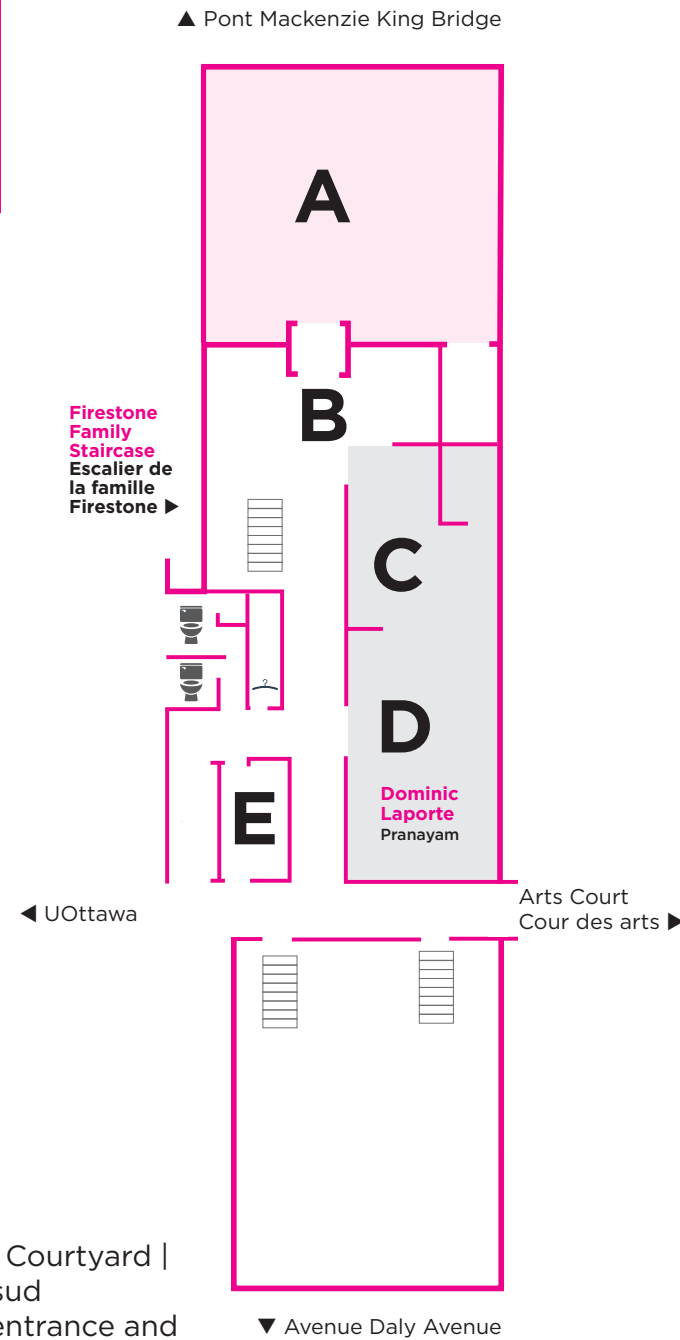 ▲ Pont Mackenzie King Bridge
A
B
Firestone
Family
Staircase
Escalier de
la famille
Firestone ▶
C
?
D
Dominic
Laporte
Pranayam
E
◀ UOttawa
Arts Court
Cour des arts ▶
Courtyard |
sud
entrance and
▼ Avenue Daly Avenue